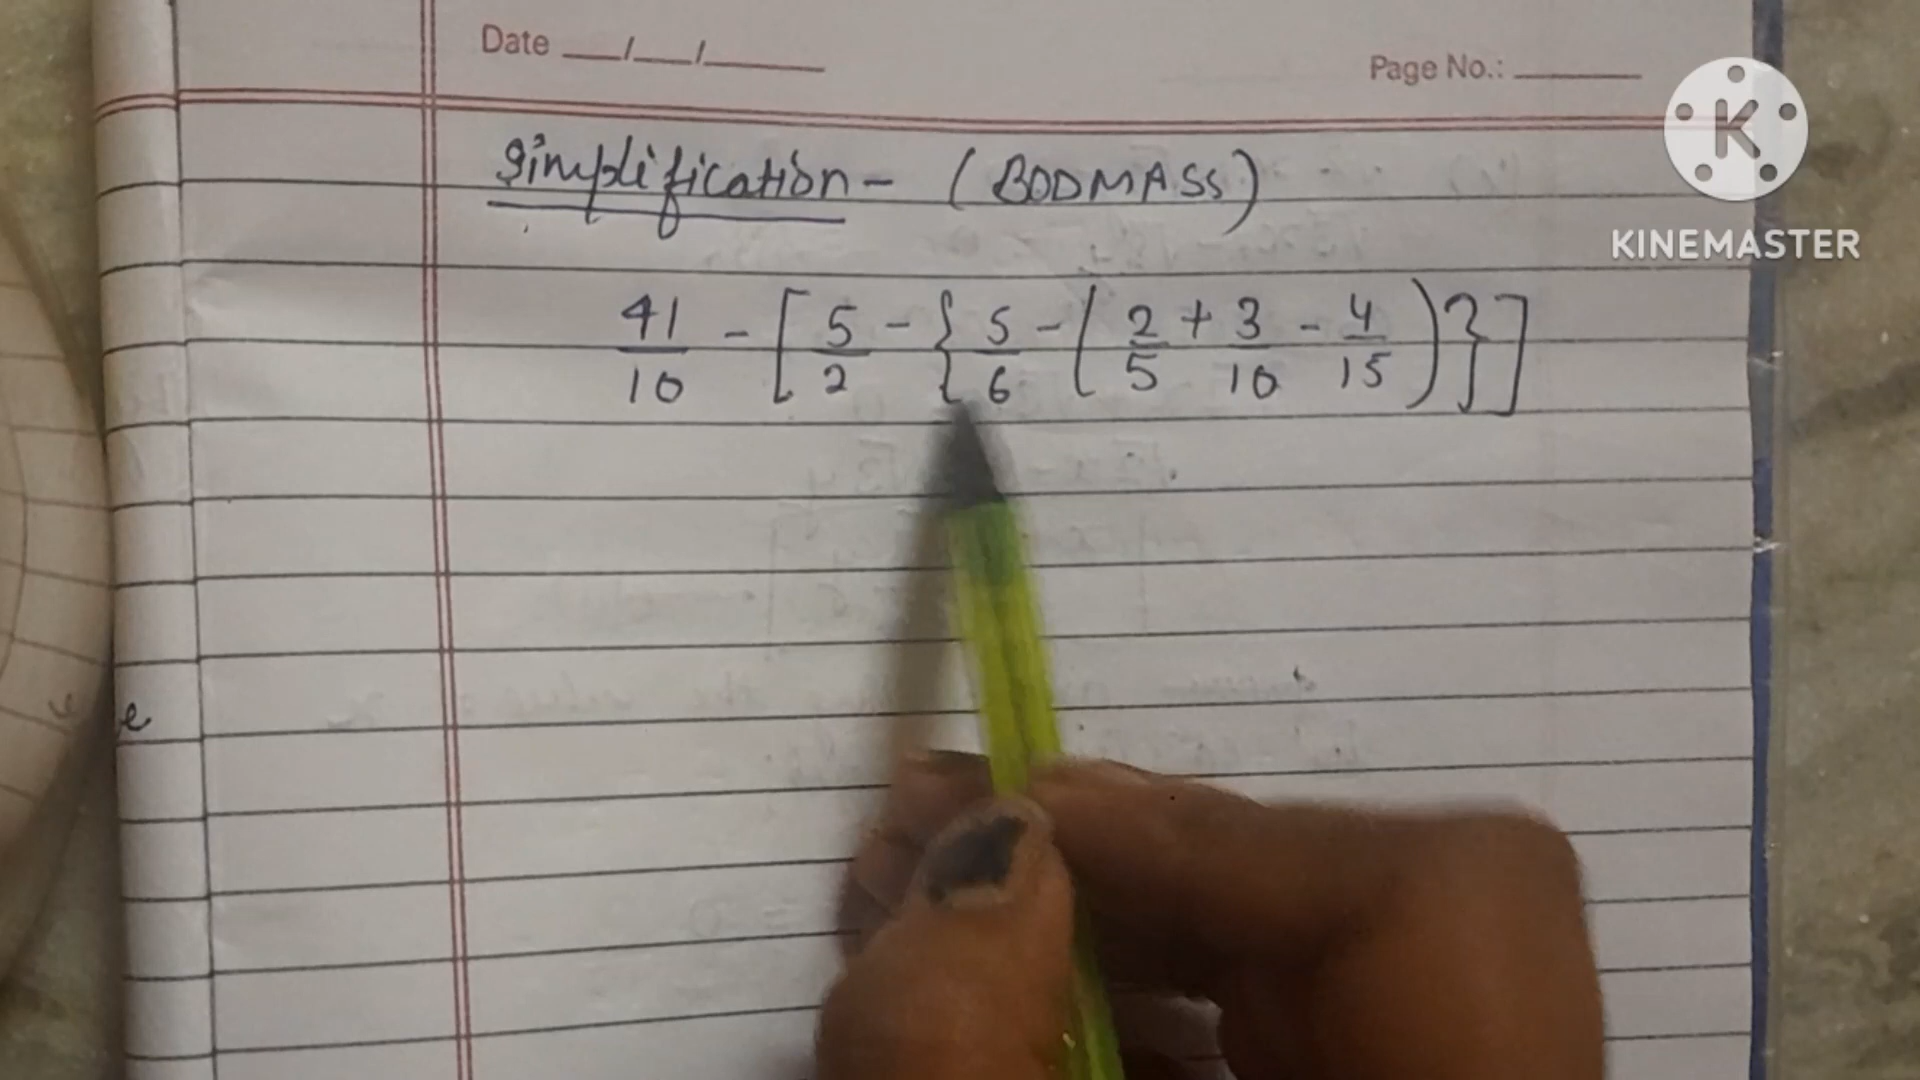 Date __/__/____
Page No.: ____
K
KINEMASTER
Simplification - (BODMASS)
41/10 - [5/2 - {5/6 - (2/5 + 3/10 - 4/15)}]
e